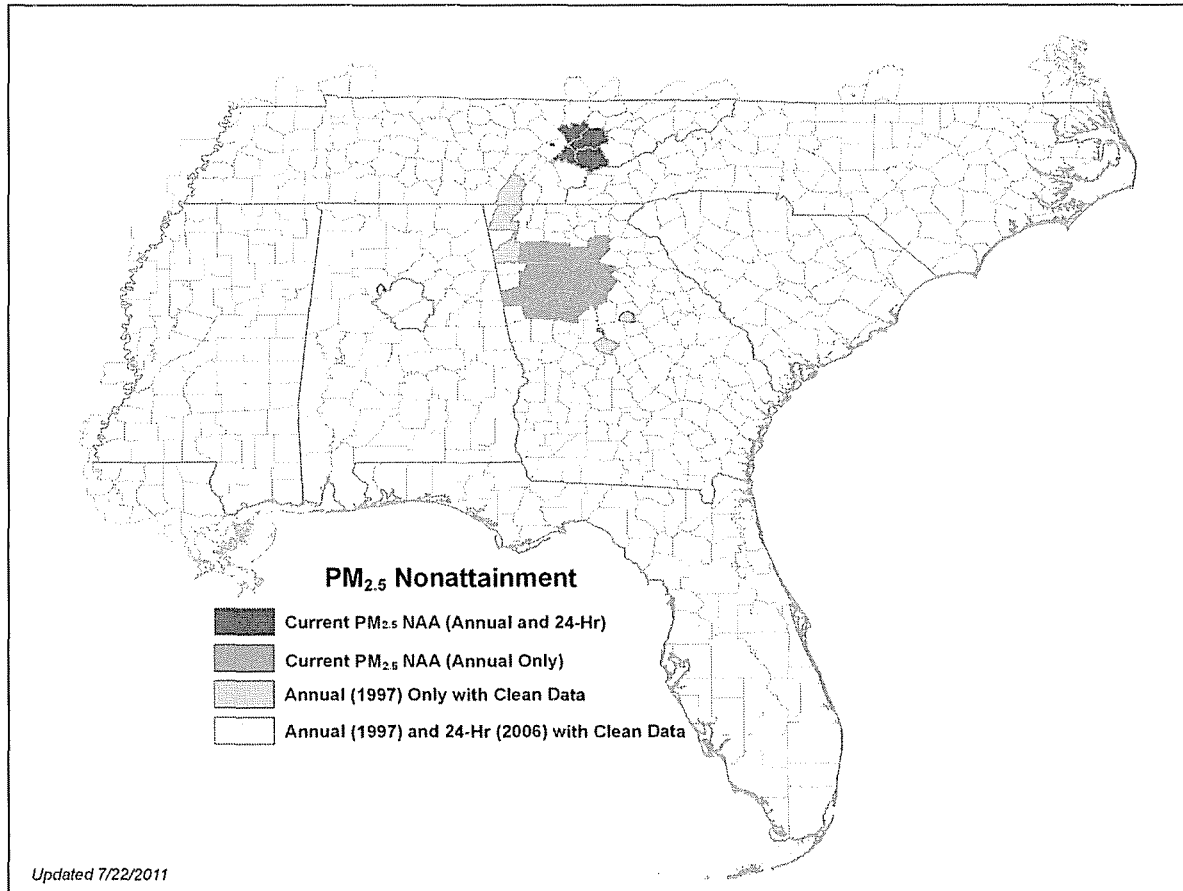 PM2.5 Nonattainment
Current PM2.5 NAA (Annual and 24-Hr)
Current PM2.5 NAA (Annual Only)
Annual (1997) Only with Clean Data
Annual (1997) and 24-Hr (2006) with Clean Data
Updated 7/22/2011